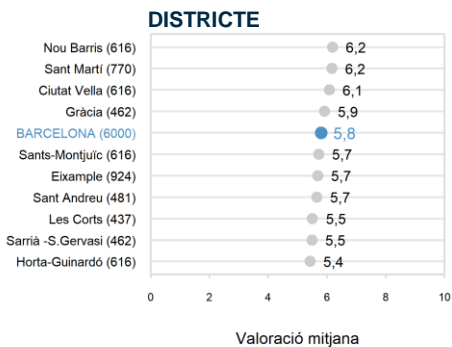 DISTRICTE
Nou Barris (616) 6,2
Sant Martí (770) 6,2
Ciutat Vella (616) 6,1
Gràcia (462) 5,9
BARCELONA (6000) 5,8
Sants-Montjuïc (616) 5,7
Eixample (924) 5,7
Sant Andreu (481) 5,7
Les Corts (437) 5,5
Sarrià -S.Gervasi (462) 5,5
Horta-Guinardó (616) 5,4
0 2 4 6 8 10
Valoració mitjana